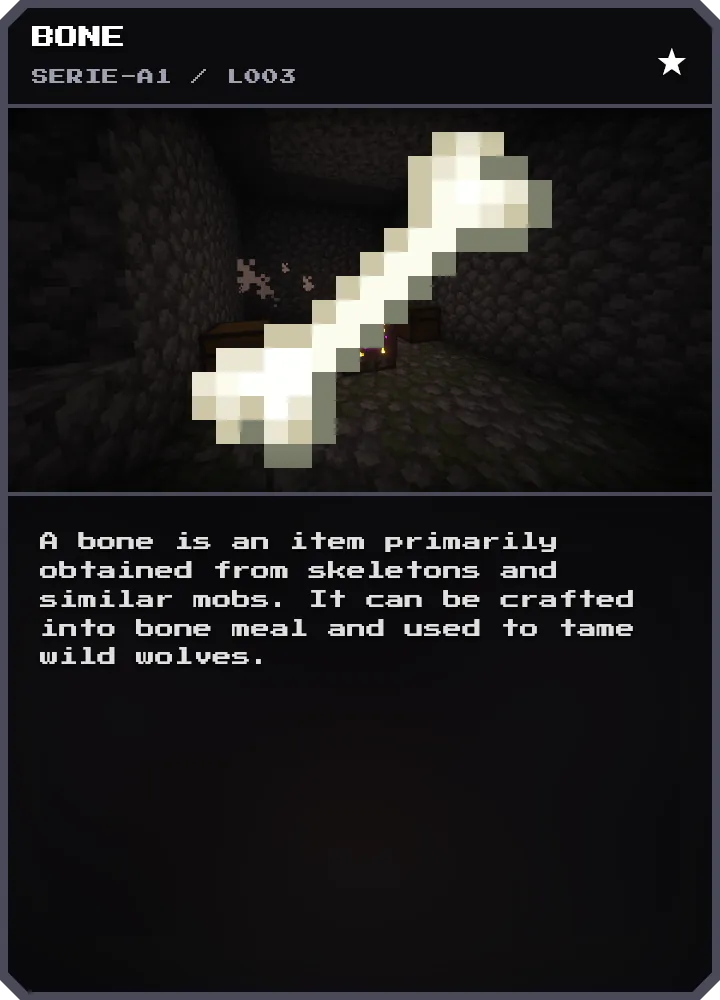 BONE
SERIE-A1 / L003
A bone is an item primarily
obtained from skeletons and
similar mobs. It can be crafted
into bone meal and used to tame
wild wolves.